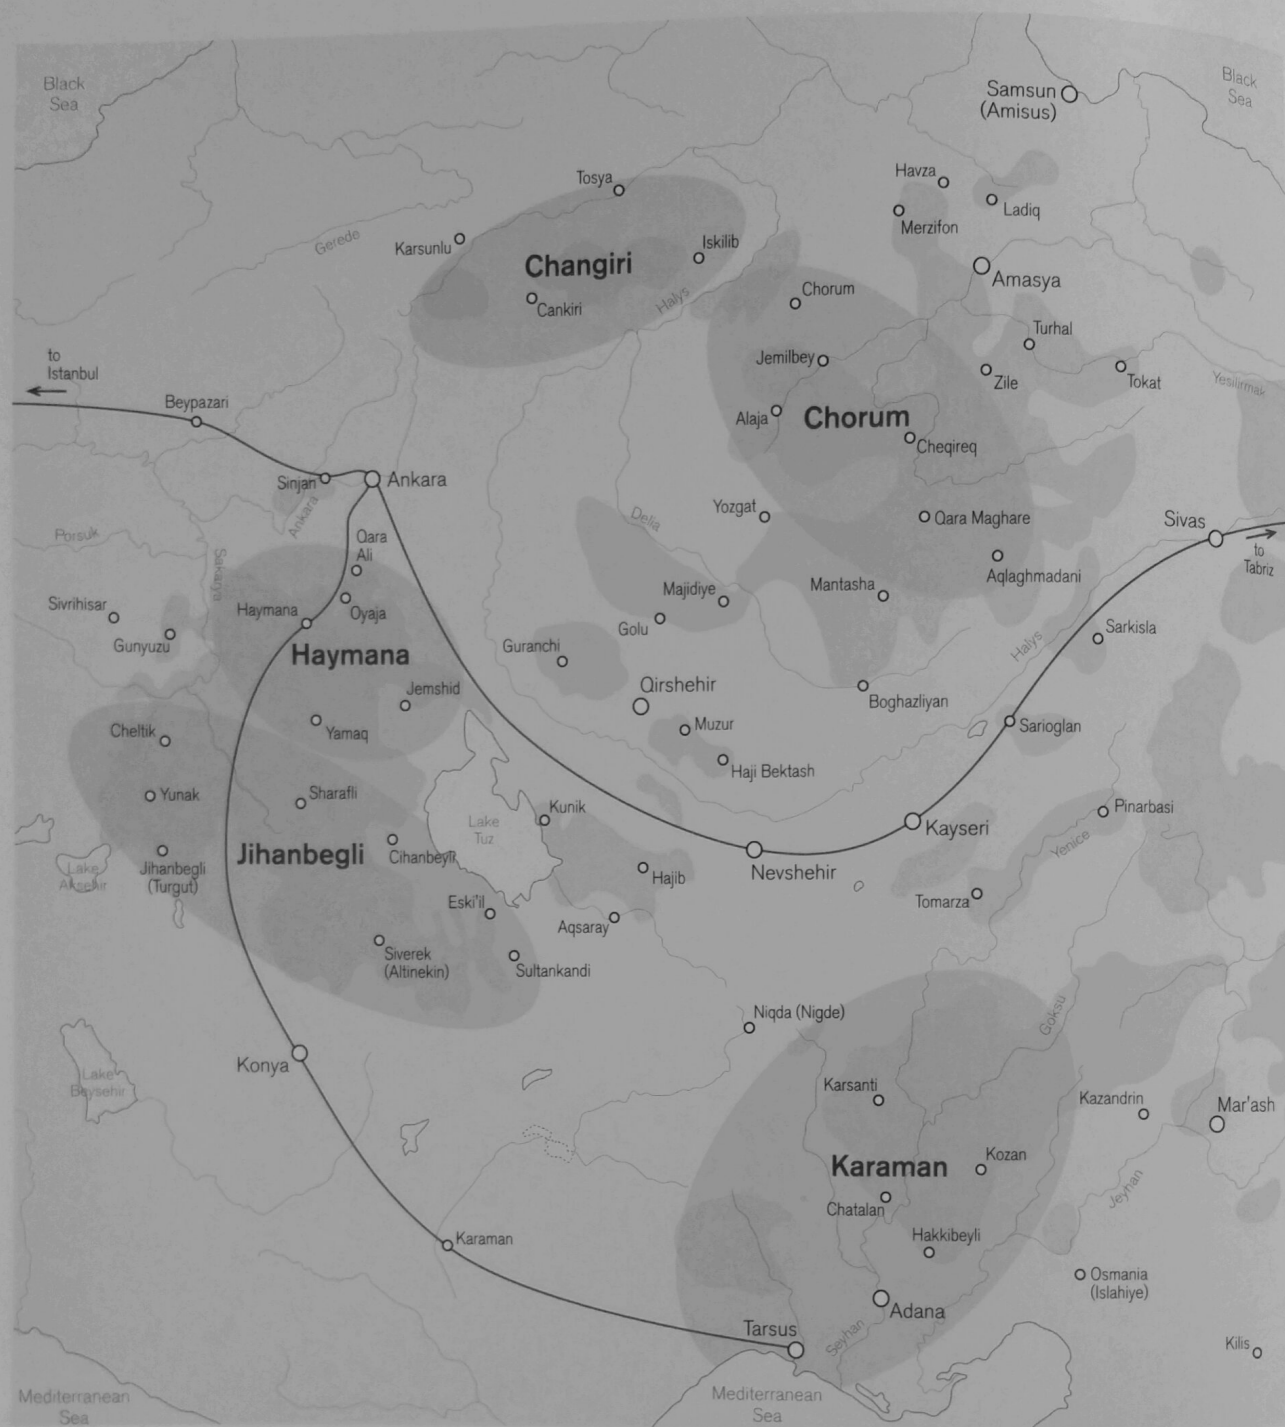 Black
Sea
Black
Sea
Samsun
(Amisus)
Tosya
Havza
Ladiq
Merzifon
Karsunlu
Gerede
Iskilib
Changiri
Cankiri
Halys
Amasya
Chorum
Turhal
Jemilbey
Zile
Tokat
Yesilirmak
to
Istanbul
Beypazari
Alaja
Chorum
Cheqireq
Sinjan
Ankara
Ankara
Yozgat
Delia
Qara Maghare
Sivas
to
Tabriz
Porsuk
Sakarya
Qara
Ali
Aqlaghmadani
Majidiye
Mantasha
Sivrihisar
Haymana
Oyaja
Gunyuzu
Golu
Sarkisla
Guranchi
Halys
Haymana
Qirshehir
Jemshid
Boghazliyan
Cheltik
Yamaq
Muzur
Sarioglan
Haji Bektash
Yunak
Sharafli
Kunik
Pinarbasi
Lake
Tuz
Kayseri
Yenice
Lake
Aksehir
Jihanbegli
(Turgut)
Jihanbegli
Cihanbeyli
Nevshehir
Hajib
Eski'il
Tomarza
Aqsaray
Siverek
(Altinekin)
Sultankandi
Niqda (Nigde)
Goksu
Konya
Lake
Beysehir
Karsanti
Kazandrin
Mar'ash
Kozan
Karaman
Chatalan
Jeyhan
Karaman
Hakkibeyli
Osmania
(Islahiye)
Adana
Tarsus
Seyhan
Kilis
Mediterranean
Sea
Mediterranean
Sea